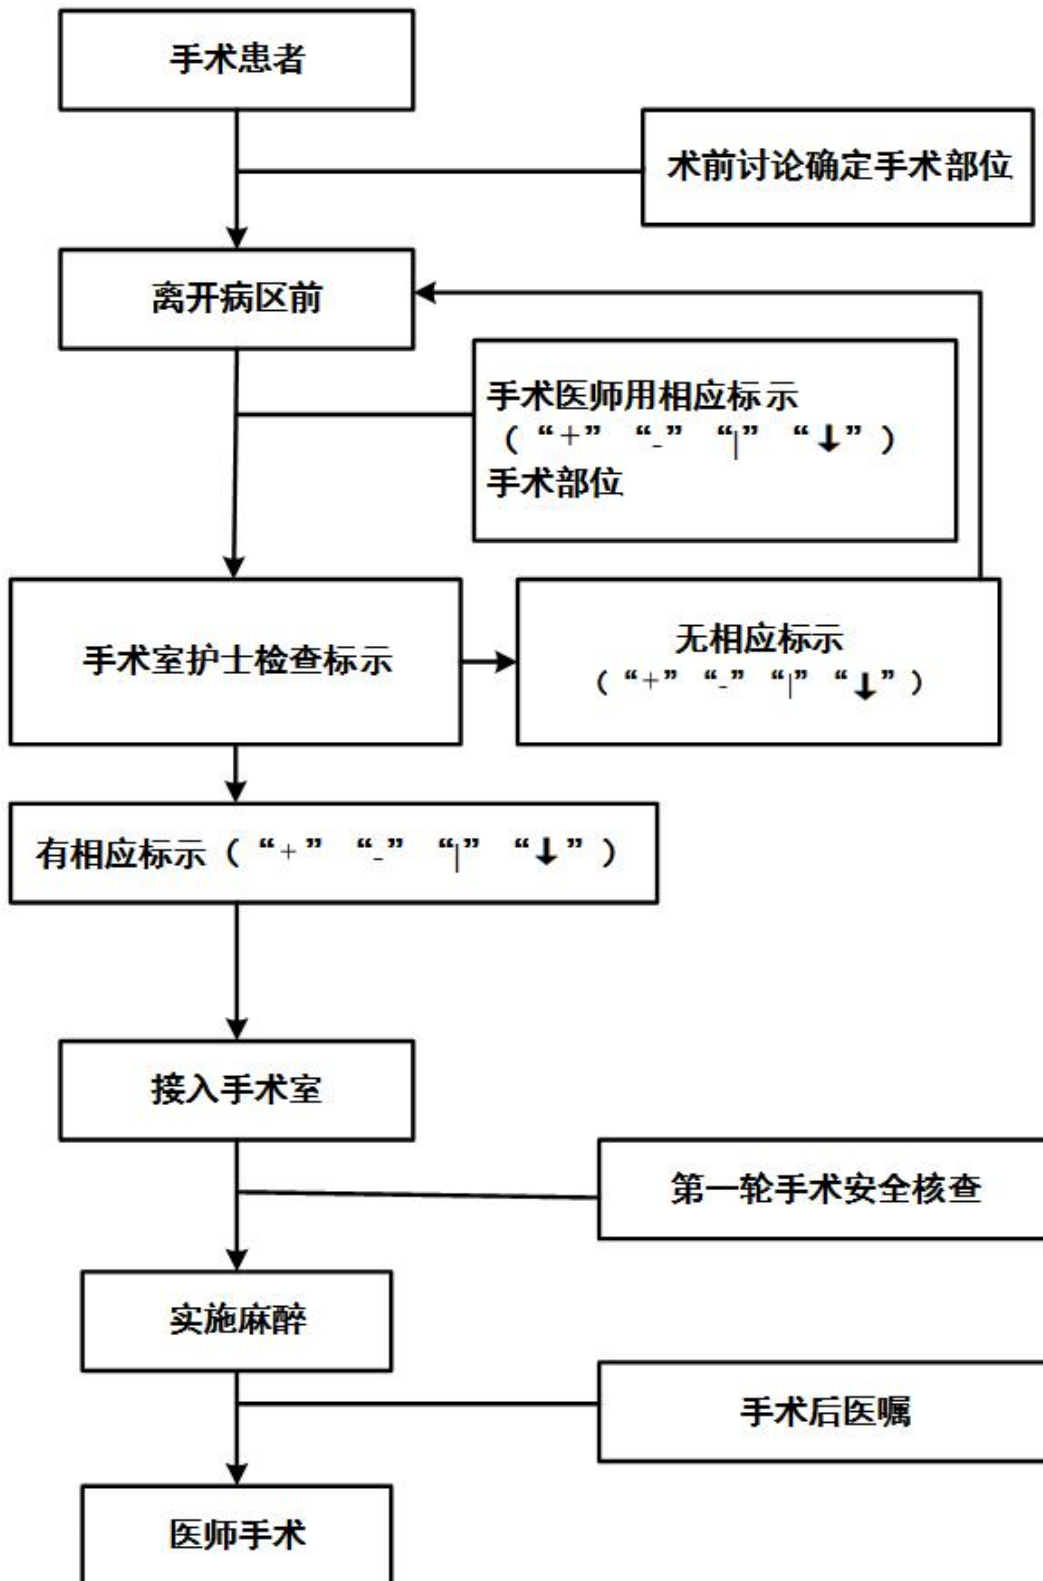 手术患者
术前讨论确定手术部位
离开病区前
手术医师用相应标示
（ “+” “-” “|” “↓” ）
手术部位
手术室护士检查标示
无相应标示
（ “+” “-” “|” “↓” ）
有相应标示（ “+” “-” “|” “↓” ）
接入手术室
第一轮手术安全核查
实施麻醉
手术后医嘱
医师手术